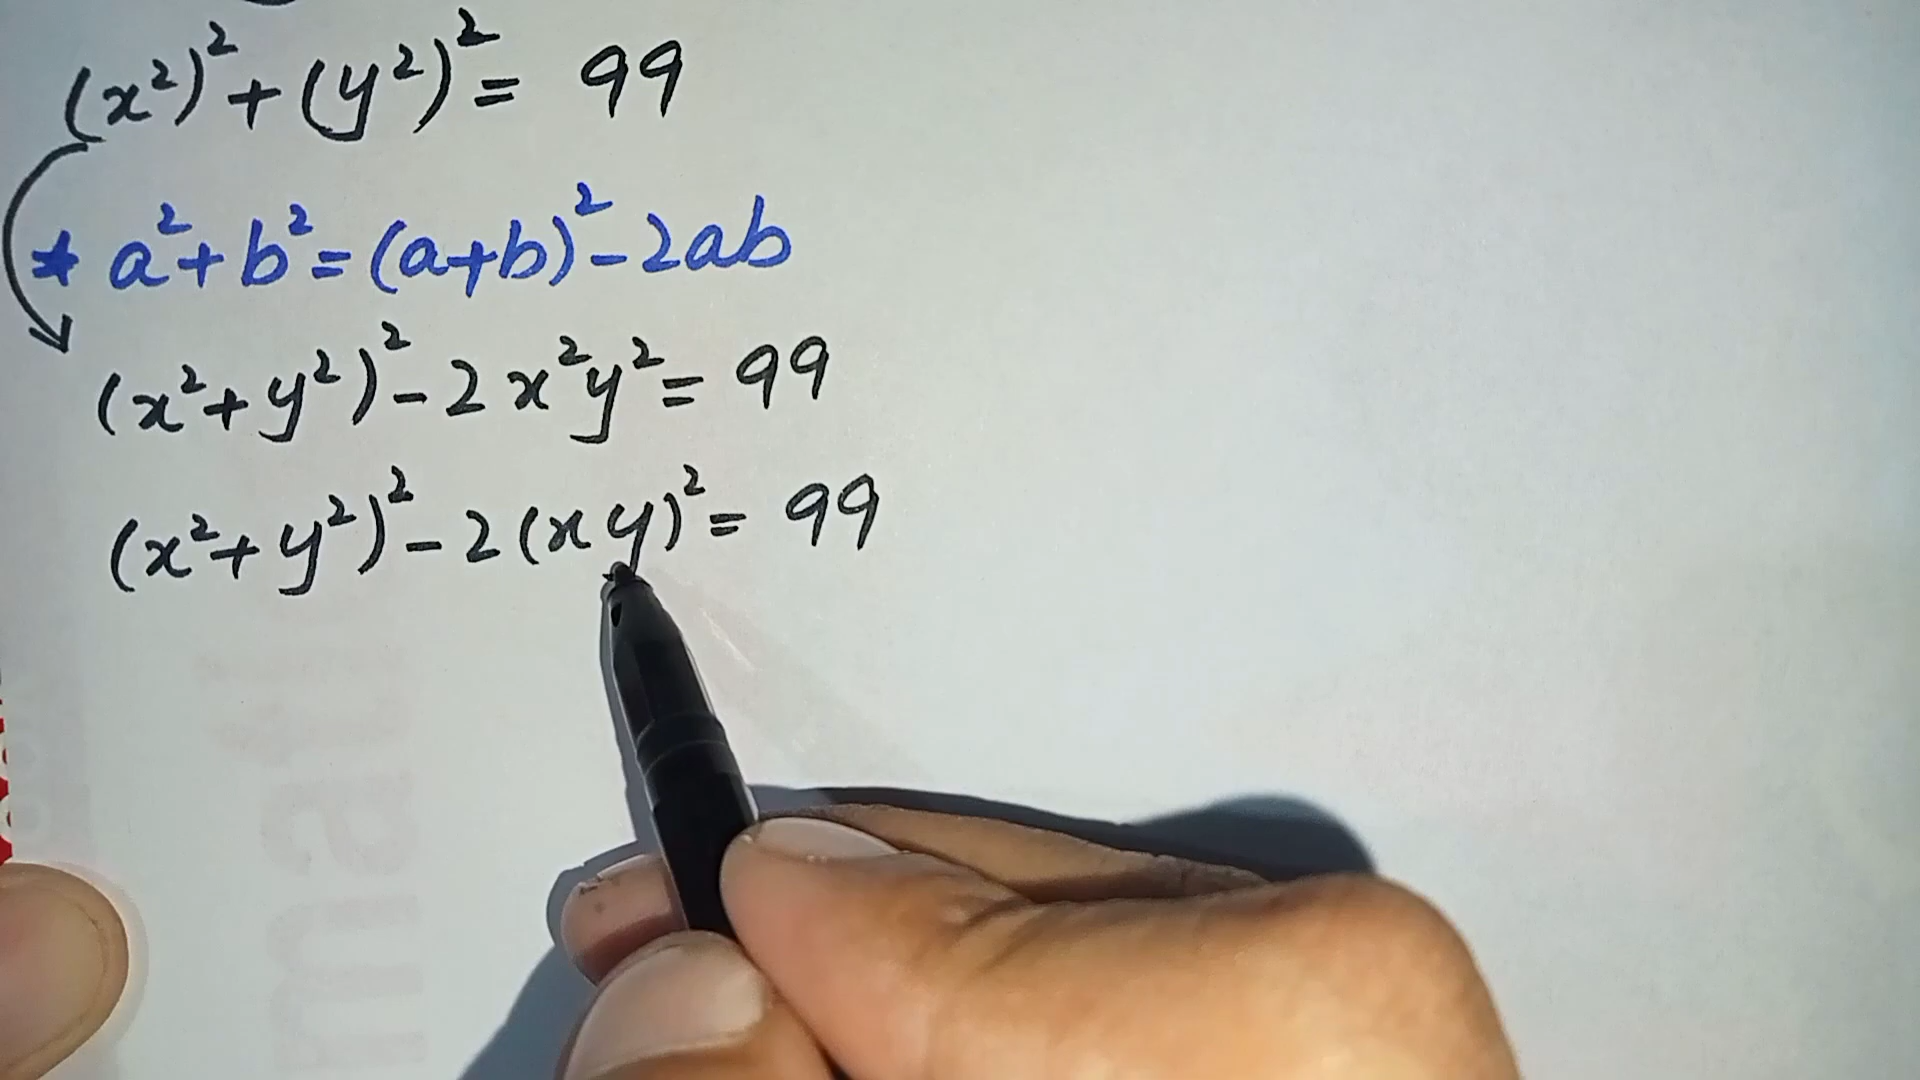 (x²)² + (y²)² = 99
* a² + b² = (a+b)² - 2ab
(x² + y²)² - 2x²y² = 99
(x² + y²)² - 2(xy)² = 99